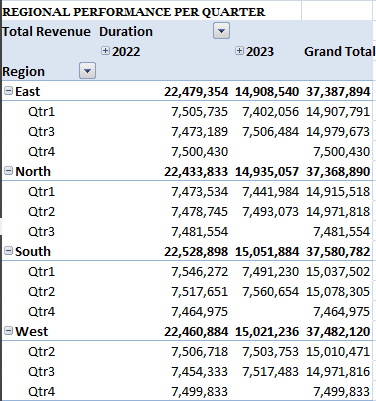 REGIONAL PERFORMANCE PER QUARTER
Total Revenue Duration
2022 2023 Grand Total
Region
East 22,479,354 14,908,540 37,387,894
Qtr1 7,505,735 7,402,056 14,907,791
Qtr3 7,473,189 7,506,484 14,979,673
Qtr4 7,500,430 7,500,430
North 22,433,833 14,935,057 37,368,890
Qtr1 7,473,534 7,441,984 14,915,518
Qtr2 7,478,745 7,493,073 14,971,818
Qtr3 7,481,554 7,481,554
South 22,528,898 15,051,884 37,580,782
Qtr1 7,546,272 7,491,230 15,037,502
Qtr2 7,517,651 7,560,654 15,078,305
Qtr4 7,464,975 7,464,975
West 22,460,884 15,021,236 37,482,120
Qtr2 7,506,718 7,503,753 15,010,471
Qtr3 7,454,333 7,517,483 14,971,816
Qtr4 7,499,833 7,499,833